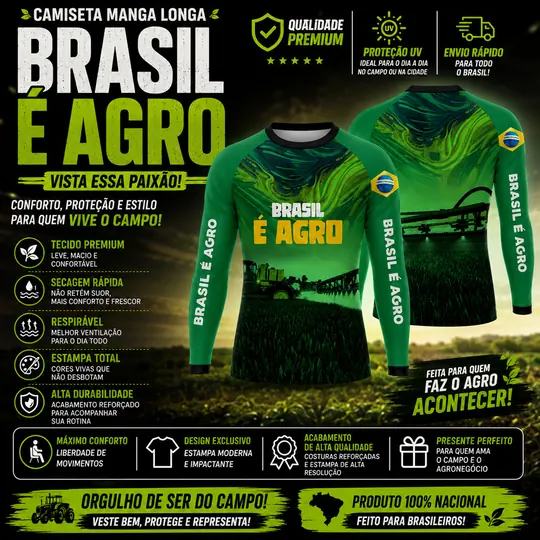 CAMISETA MANGA LONGA
BRASIL
É AGRO
VISTA ESSA PAIXÃO!
CONFORTO, PROTEÇÃO E ESTILO
PARA QUEM VIVE O CAMPO!
QUALIDADE
PREMIUM
UV
PROTEÇÃO UV
IDEAL PARA O DIA A DIA
NO CAMPO OU NA CIDADE
ENVIO RÁPIDO
PARA TODO
O BRASIL!
TECIDO PREMIUM
LEVE, MACIO E
CONFORTÁVEL
SECAGEM RÁPIDA
NÃO RETÉM SUOR,
MAIS CONFORTO E FRESCOR
RESPIRÁVEL
MELHOR VENTILAÇÃO
PARA O DIA TODO
ESTAMPA TOTAL
CORES VIVAS QUE
NÃO DESBOTAM
ALTA DURABILIDADE
ACABAMENTO REFORÇADO
PARA ACOMPANHAR
SUA ROTINA
BRASIL
É AGRO
BRASIL É AGRO
BRASIL É AGRO
BRASIL É AGRO
FEITA PARA QUEM
FAZ O AGRO
ACONTECER!
MÁXIMO CONFORTO
LIBERDADE DE
MOVIMENTOS
DESIGN EXCLUSIVO
ESTAMPA MODERNA
E IMPACTANTE
ACABAMENTO
DE ALTA QUALIDADE
COSTURAS REFORÇADAS
E ESTAMPA DE ALTA
RESOLUÇÃO
PRESENTE PERFEITO
PARA QUEM AMA
O CAMPO E O
AGRONEGÓCIO
ORGULHO DE SER DO CAMPO!
VESTE BEM, PROTEGE E REPRESENTA!
PRODUTO 100% NACIONAL
FEITO PARA BRASILEIROS!